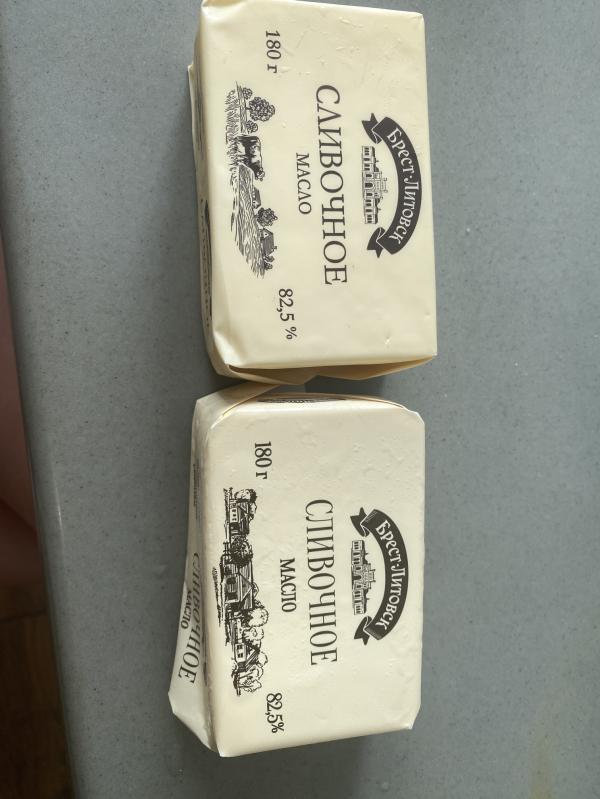 Брест-Литовск
СЛИВОЧНОЕ
МАСЛО
180 г
82,5 %
Брест-Литовск
СЛИВОЧНОЕ
МАСЛО
180 г
82,5%
СЛИВОЧНОЕ
МАСЛО